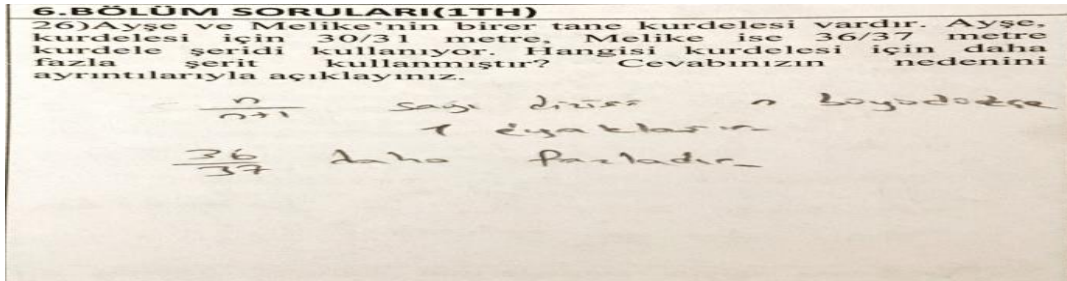 6.BÖLÜM SORULARI(1TH)
26)Ayşe ve Melike'nin birer tane kurdelesi vardır. Ayşe,
kurdelesi için 30/31 metre, Melike ise 36/37 metre
kurdele şeridi kullanıyor. Hangisi kurdelesi için daha
fazla şerit kullanmıştır? Cevabınızın nedenini
ayrıntılarıyla açıklayınız.
n/n+1 sayı dizisi n büyüdükçe
1 e yaklaşır.
36/37 daha fazladır.